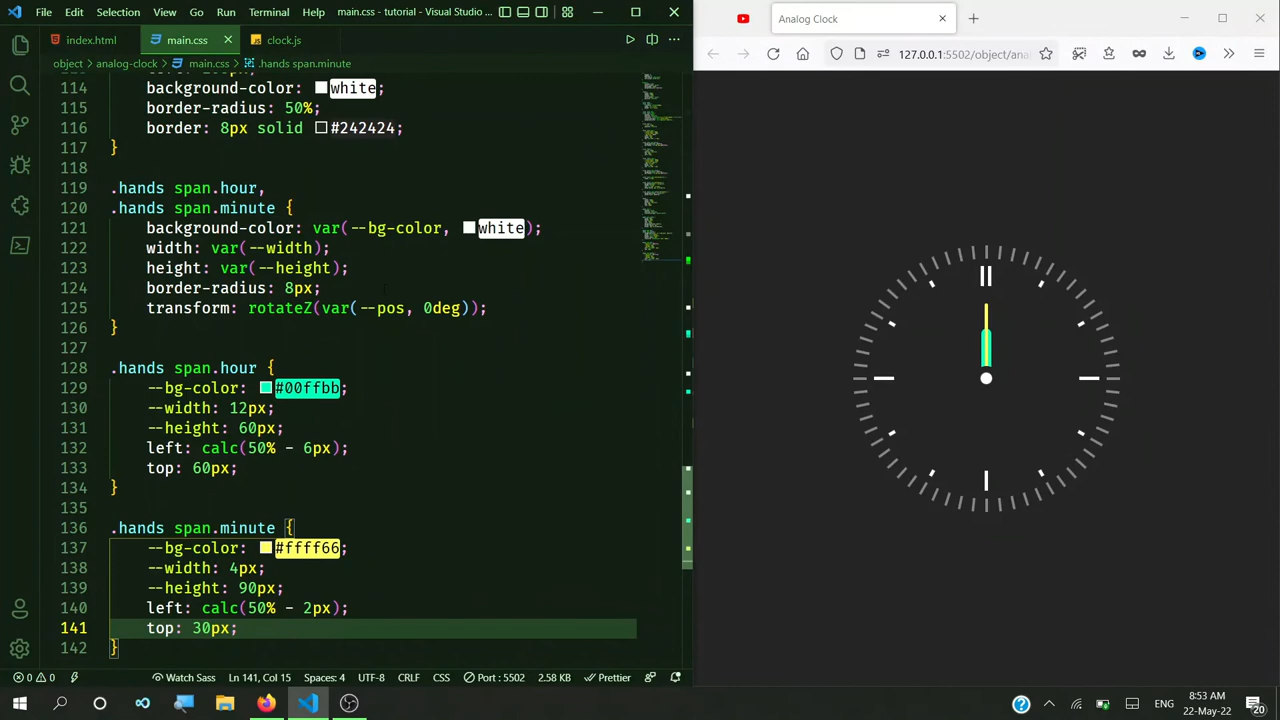 File Edit Selection View Go Run Terminal Help main.css - tutorial - Visual Studio ...
index.html main.css clock.js
object > analog-clock > main.css > .hands span.minute
114 background-color: white;
115 border-radius: 50%;
116 border: 8px solid #242424;
117 }
118
119 .hands span.hour,
120 .hands span.minute {
121 background-color: var(--bg-color, white);
122 width: var(--width);
123 height: var(--height);
124 border-radius: 8px;
125 transform: rotateZ(var(--pos, 0deg));
126 }
127
128 .hands span.hour {
129 --bg-color: #00ffbb;
130 --width: 12px;
131 --height: 60px;
132 left: calc(50% - 6px);
133 top: 60px;
134 }
135
136 .hands span.minute {
137 --bg-color: #ffff66;
138 --width: 4px;
139 --height: 90px;
140 left: calc(50% - 2px);
141 top: 30px;
142 }
0 0 Watch Sass Ln 141, Col 15 Spaces: 4 UTF-8 CRLF CSS Port : 5502 2.58 KB Prettier
Analog Clock
127.0.0.1:5502/object/ana
ENG
8:53 AM
22-May-22
20